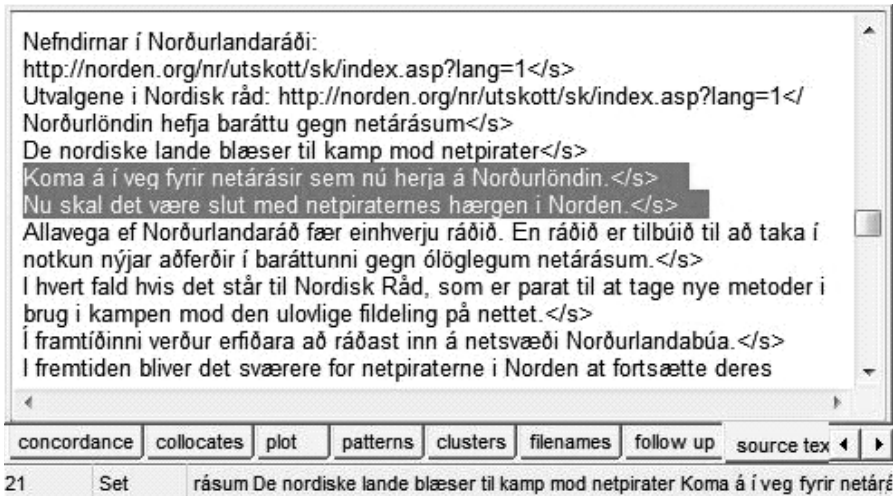 Nefndirnar í Norðurlandaráði:
http://norden.org/nr/utskott/sk/index.asp?lang=1</s>
Utvalgene i Nordisk råd: http://norden.org/nr/utskott/sk/index.asp?lang=1</
Norðurlöndin hefja baráttu gegn netárásum</s>
De nordiske lande blæser til kamp mod netpirater</s>
Koma á í veg fyrir netárásir sem nú herja á Norðurlöndin.</s>
Nu skal det være slut med netpiraternes hærgen i Norden.</s>
Allavega ef Norðurlandaráð fær einhverju ráðið. En ráðið er tilbúið til að taka í
notkun nýjar aðferðir í baráttunni gegn ólöglegum netárásum.</s>
I hvert fald hvis det står til Nordisk Råd, som er parat til at tage nye metoder i
brug i kampen mod den ulovlige fildeling på nettet.</s>
Í framtíðinni verður erfiðara að ráðast inn á netsvæði Norðurlandabúa.</s>
I fremtiden bliver det sværere for netpiraterne i Norden at fortsætte deres
concordance collocates plot patterns clusters filenames follow up source tex
21 Set rásum De nordiske lande blæser til kamp mod netpirater Koma á í veg fyrir netára